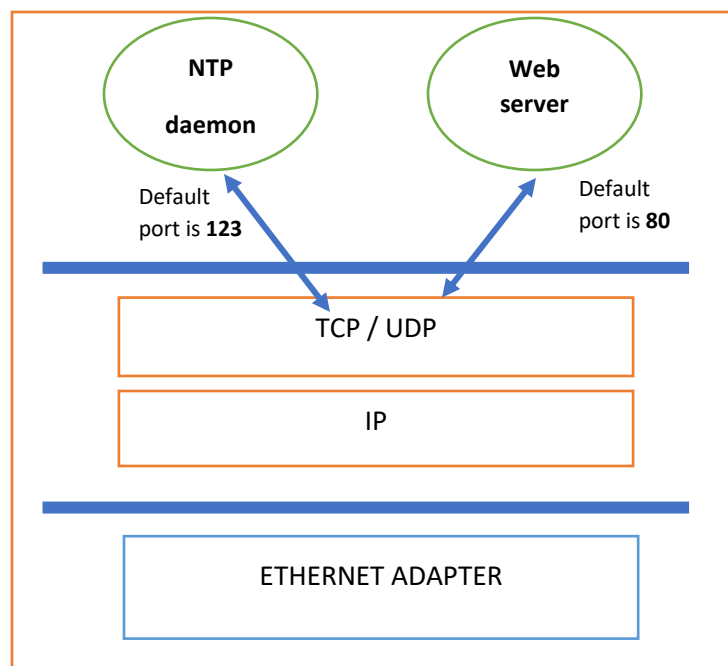 NTP
daemon
Web
server
Default
port is 123
Default
port is 80
TCP / UDP
IP
ETHERNET ADAPTER